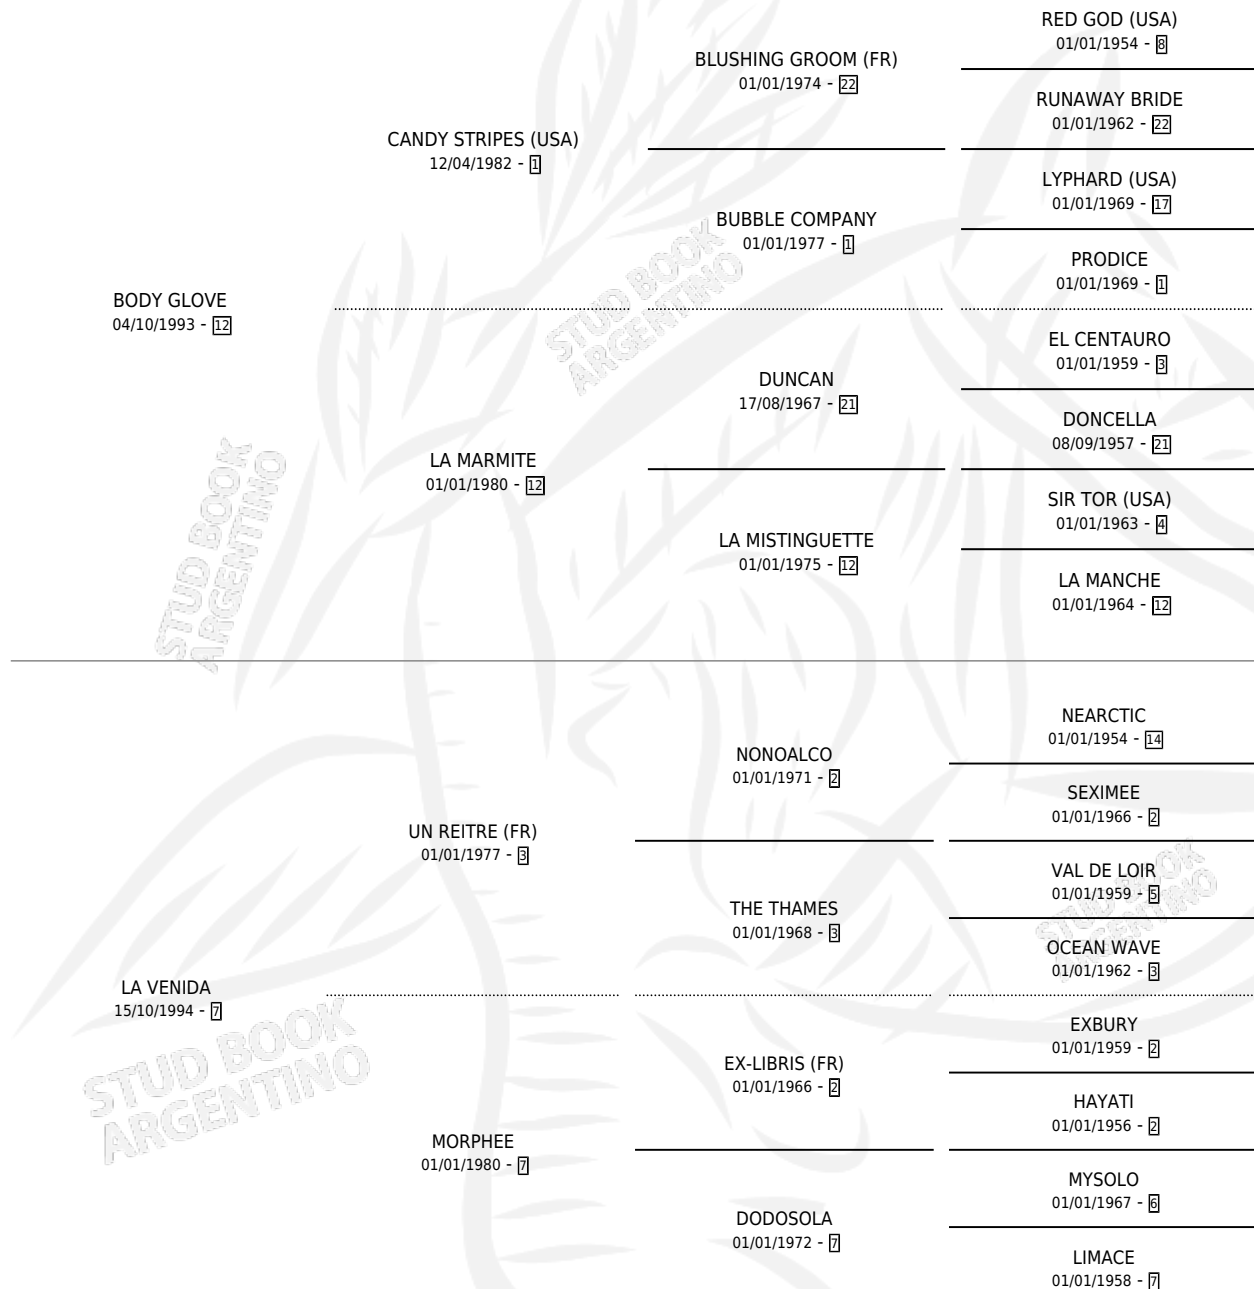 RED GOD (USA)
01/01/1954 - 8
BLUSHING GROOM (FR)
01/01/1974 - 22
RUNAWAY BRIDE
01/01/1962 - 22
CANDY STRIPES (USA)
12/04/1982 - 1
LYPHARD (USA)
01/01/1969 - 17
BUBBLE COMPANY
01/01/1977 - 1
PRODICE
01/01/1969 - 1
BODY GLOVE
04/10/1993 - 12
STUD BOOK
ARGENTINO
EL CENTAURO
01/01/1959 - 3
DUNCAN
17/08/1967 - 21
DONCELLA
08/09/1957 - 21
LA MARMITE
01/01/1980 - 12
SIR TOR (USA)
01/01/1963 - 4
LA MISTINGUETTE
01/01/1975 - 12
LA MANCHE
01/01/1964 - 12
STUD BOOK
ARGENTINO
NEARCTIC
01/01/1954 - 14
NONOALCO
01/01/1971 - 2
SEXIMEE
01/01/1966 - 2
UN REITRE (FR)
01/01/1977 - 3
VAL DE LOIR
01/01/1959 - 5
THE THAMES
01/01/1968 - 3
OCEAN WAVE
01/01/1962 - 3
STUD BOOK
ARGENTINO
LA VENIDA
15/10/1994 - 7
EXBURY
01/01/1959 - 2
EX-LIBRIS (FR)
01/01/1966 - 2
HAYATI
01/01/1956 - 2
STUD BOOK
ARGENTINO
MORPHEE
01/01/1980 - 7
MYSOLO
01/01/1967 - 6
DODOSOLA
01/01/1972 - 7
LIMACE
01/01/1958 - 7